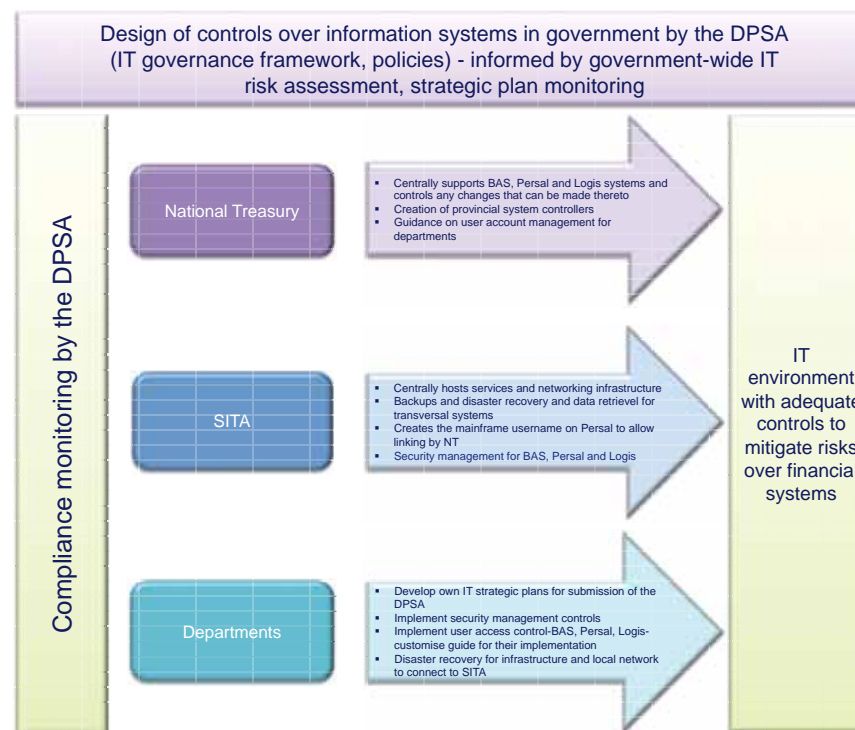 Design of controls over information systems in government by the DPSA
(IT governance framework, policies) - informed by government-wide IT
risk assessment, strategic plan monitoring
Compliance monitoring by the DPSA
National Treasury
▪ Centrally supports BAS, Persal and Logis systems and
controls any changes that can be made thereto
▪ Creation of provincial system controllers
▪ Guidance on user account management for
departments
SITA
▪ Centrally hosts services and networking infrastructure
▪ Backups and disaster recovery and data retrievel for
transversal systems
▪ Creates the mainframe username on Persal to allow
linking by NT
▪ Security management for BAS, Persal and Logis
Departments
▪ Develop own IT strategic plans for submission of the
DPSA
▪ Implement security management controls
▪ Implement user access control-BAS, Persal, Logis-
customise guide for their implementation
▪ Disaster recovery for infrastructure and local network
to connect to SITA
IT
environment
with adequate
controls to
mitigate risks
over financial
systems